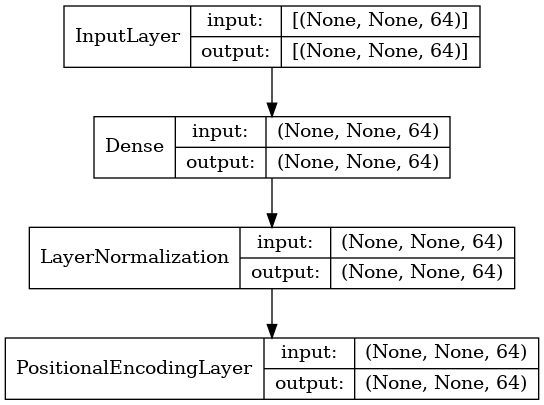 InputLayer
input: [(None, None, 64)]
output: [(None, None, 64)]
Dense
input: (None, None, 64)
output: (None, None, 64)
LayerNormalization
input: (None, None, 64)
output: (None, None, 64)
PositionalEncodingLayer
input: (None, None, 64)
output: (None, None, 64)